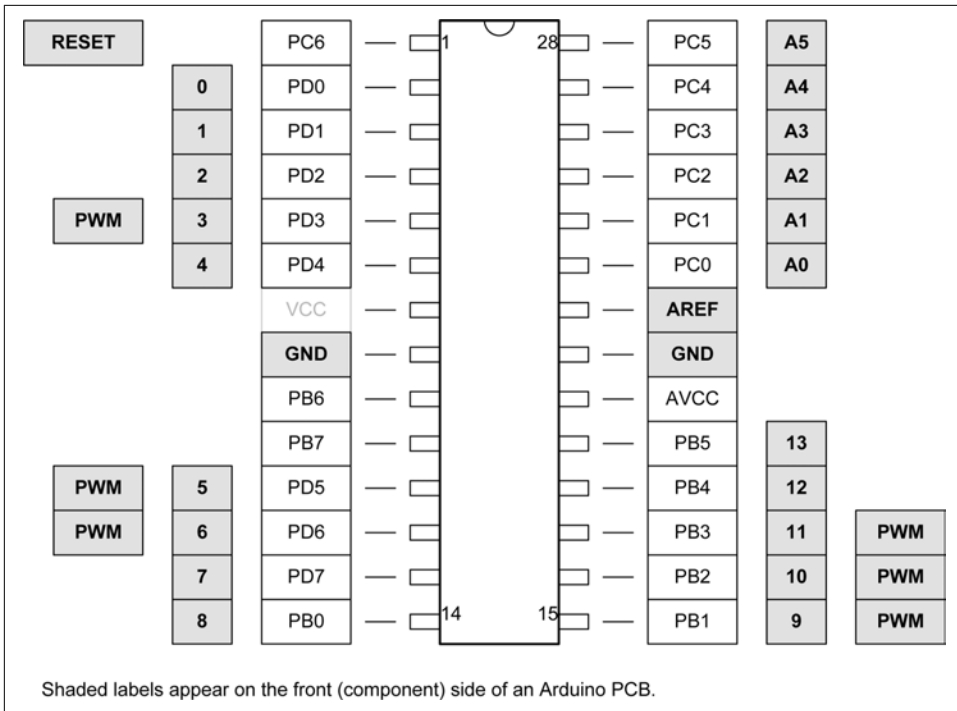 RESET PC6 1 28 PC5 A5
0 PD0 PC4 A4
1 PD1 PC3 A3
2 PD2 PC2 A2
PWM 3 PD3 PC1 A1
4 PD4 PC0 A0
VCC AREF
GND GND
PB6 AVCC
PB7 PB5 13
PWM 5 PD5 PB4 12
PWM 6 PD6 PB3 11 PWM
7 PD7 PB2 10 PWM
8 PB0 14 15 PB1 9 PWM
Shaded labels appear on the front (component) side of an Arduino PCB.